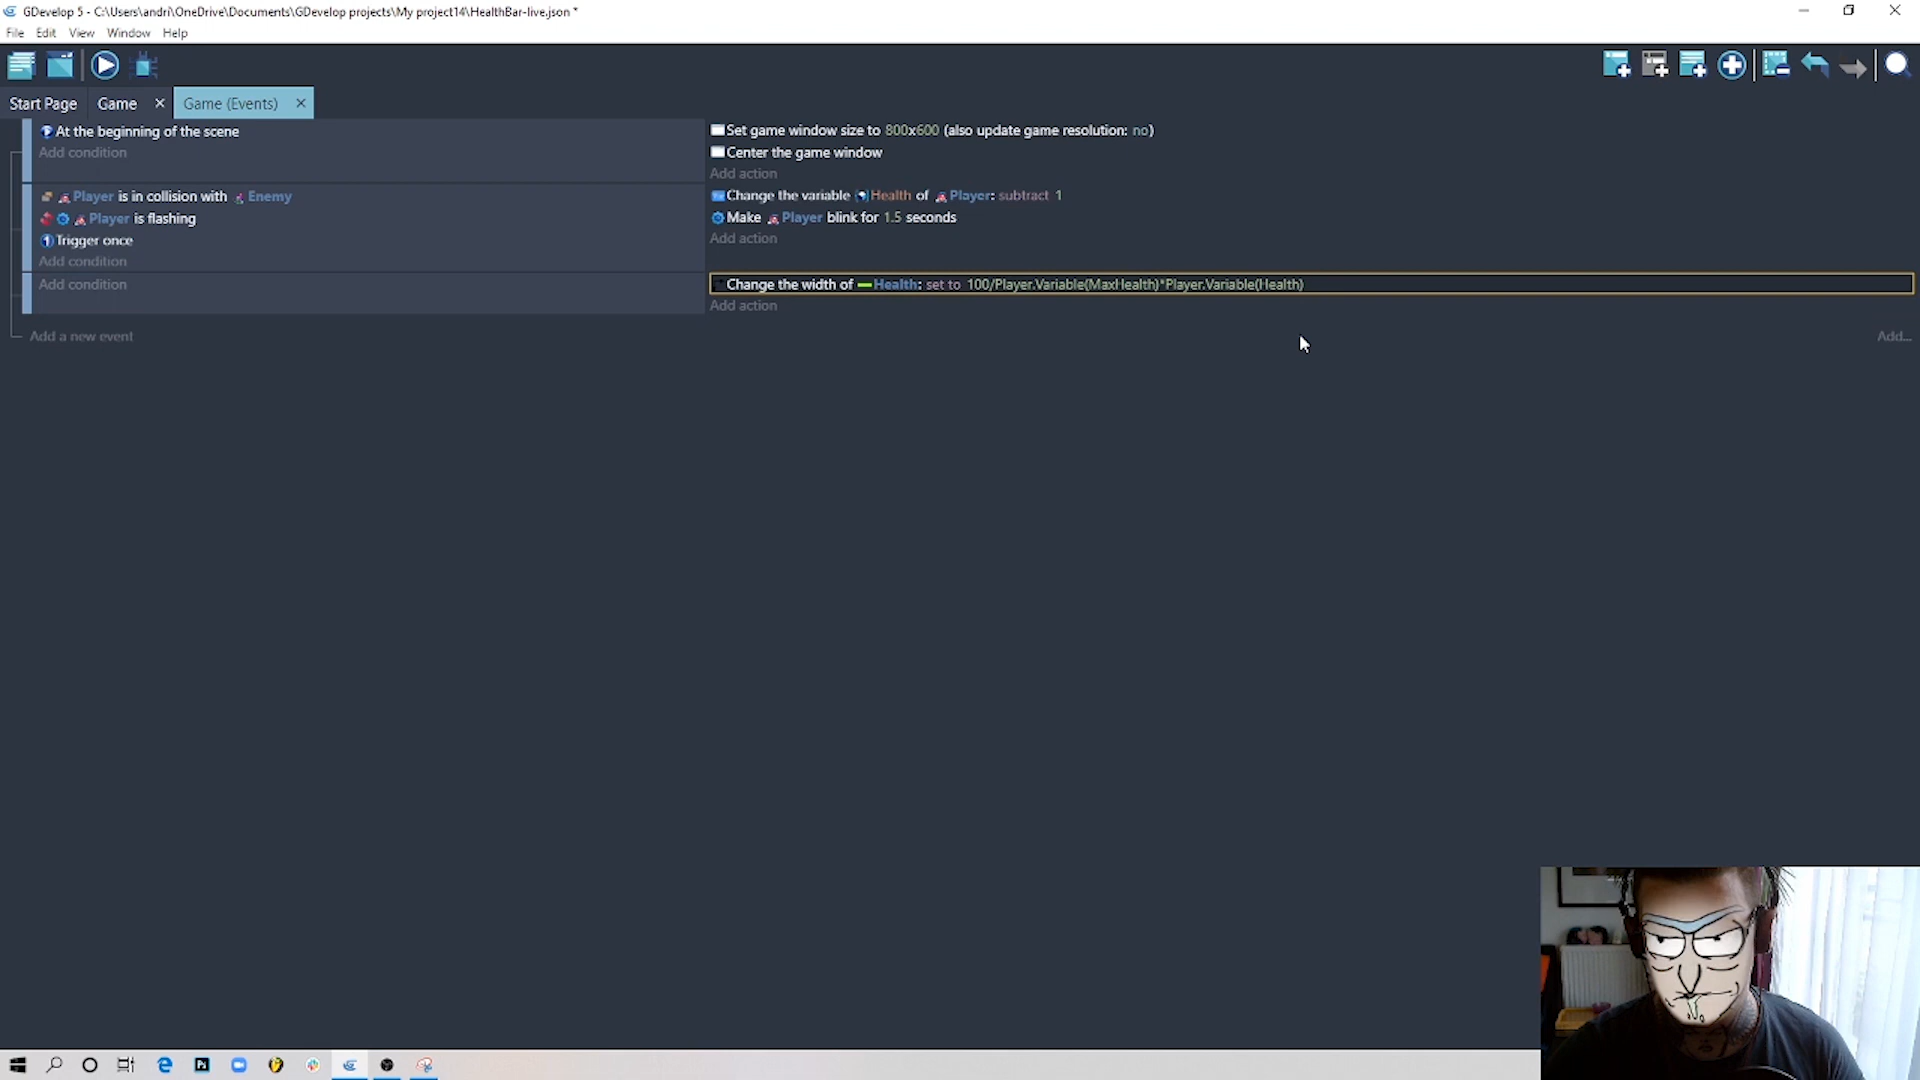 GDevelop 5 - C:\Users\andri\OneDrive\Documents\GDevelop projects\My project14\HealthBar-live.json *
File Edit View Window Help
Start Page Game × Game (Events) ×
At the beginning of the scene
Add condition
Set game window size to 800x600 (also update game resolution: no)
Center the game window
Add action
Player is in collision with Enemy
Player is flashing
Trigger once
Add condition
Change the variable Health of Player: subtract 1
Make Player blink for 1.5 seconds
Add action
Add condition
Change the width of Health: set to 100/Player.Variable(MaxHealth)*Player.Variable(Health)
Add action
Add a new event
Add...